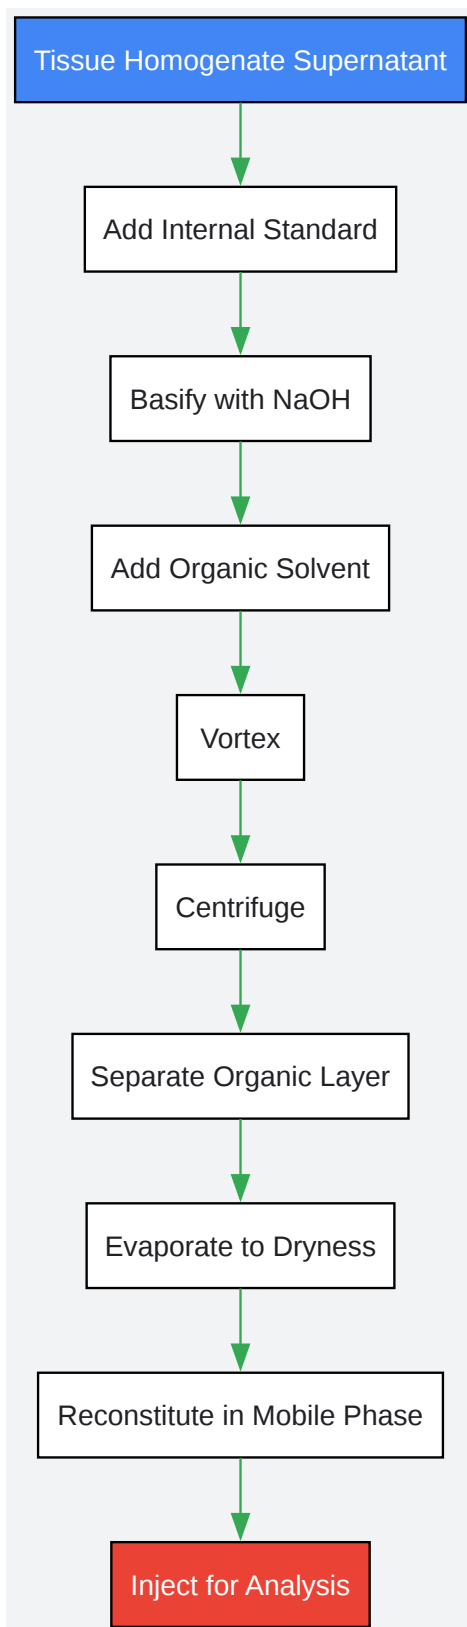 Tissue Homogenate Supernatant
Add Internal Standard
Basify with NaOH
Add Organic Solvent
Vortex
Centrifuge
Separate Organic Layer
Evaporate to Dryness
Reconstitute in Mobile Phase
Inject for Analysis